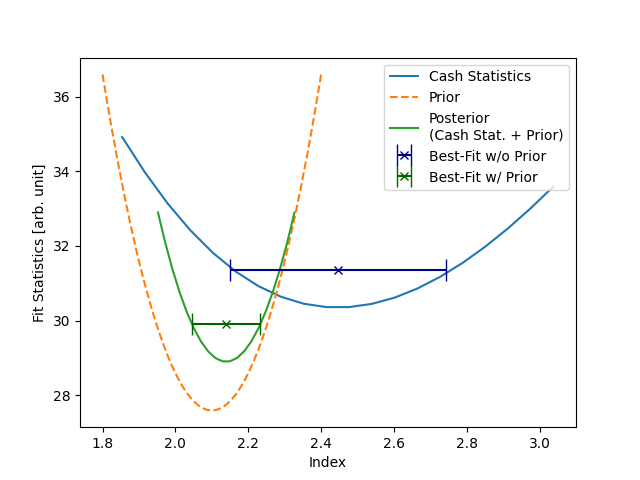 Cash Statistics
Prior
Posterior
(Cash Stat. + Prior)
Best-Fit w/o Prior
Best-Fit w/ Prior
Fit Statistics [arb. unit]
36
34
32
30
28
1.8 2.0 2.2 2.4 2.6 2.8 3.0
Index